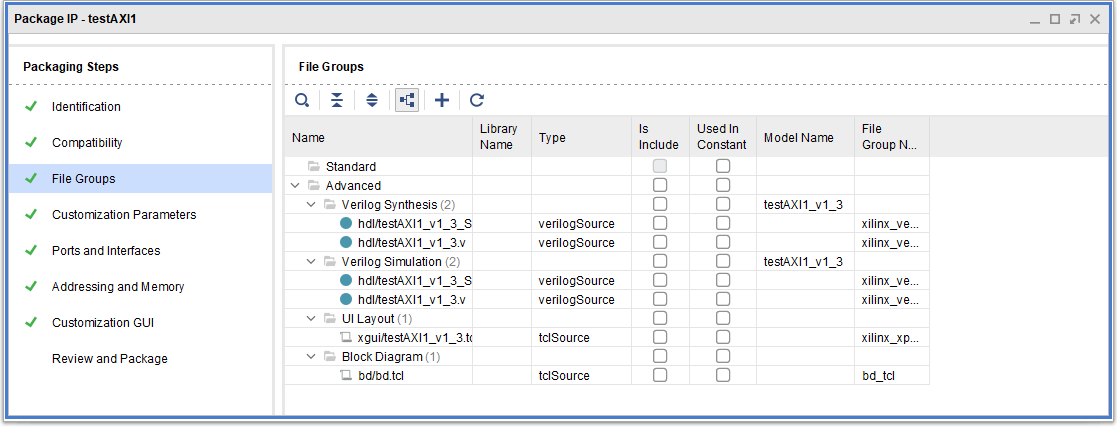 Package IP - testAXI1
Packaging Steps
Identification
Compatibility
File Groups
Customization Parameters
Ports and Interfaces
Addressing and Memory
Customization GUI
Review and Package
File Groups
Name Library Name Type Is Include Used In Constant Model Name File Group N...
Standard
Advanced
Verilog Synthesis (2) testAXI1_v1_3
hdl/testAXI1_v1_3_S verilogSource xilinx_ve...
hdl/testAXI1_v1_3.v verilogSource xilinx_ve...
Verilog Simulation (2) testAXI1_v1_3
hdl/testAXI1_v1_3_S verilogSource xilinx_ve...
hdl/testAXI1_v1_3.v verilogSource xilinx_ve...
UI Layout (1)
xgui/testAXI1_v1_3.tc tclSource xilinx_xp...
Block Diagram (1)
bd/bd.tcl tclSource bd_tcl